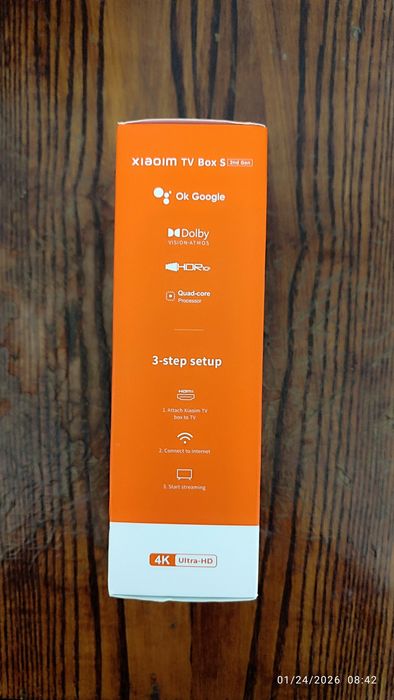 xiaoim TV Box S 2nd Gen
Ok Google
Dolby
VISION·ATMOS
HDR10+
Quad-core
Processor
3-step setup
HDMI
1. Attach Xiaoim TV
box to TV
2. Connect to internet
3. Start streaming
4K Ultra-HD
01/24/2026 08:42